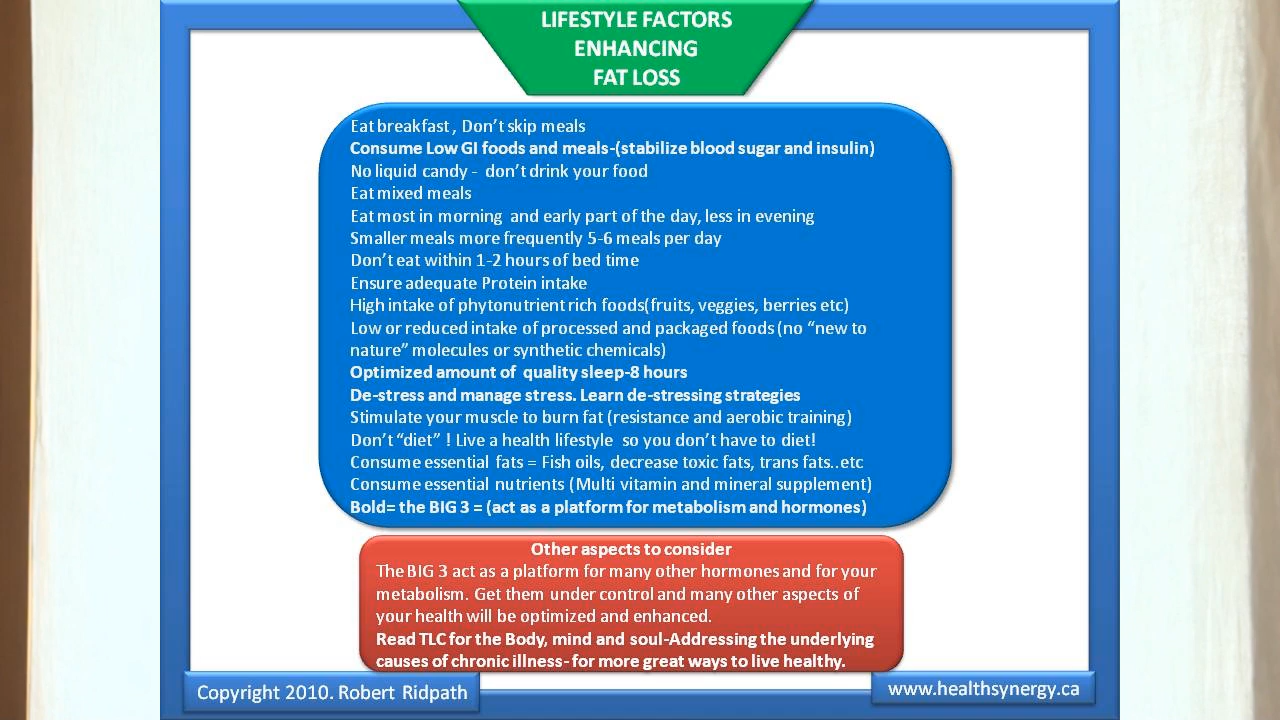 LIFESTYLE FACTORS
ENHANCING
FAT LOSS
Eat breakfast , Don't skip meals
Consume Low GI foods and meals-(stabilize blood sugar and insulin)
No liquid candy - don't drink your food
Eat mixed meals
Eat most in morning and early part of the day, less in evening
Smaller meals more frequently 5-6 meals per day
Don't eat within 1-2 hours of bed time
Ensure adequate Protein intake
High intake of phytonutrient rich foods(fruits, veggies, berries etc)
Low or reduced intake of processed and packaged foods (no "new to
nature" molecules or synthetic chemicals)
Optimized amount of quality sleep-8 hours
De-stress and manage stress. Learn de-stressing strategies
Stimulate your muscle to burn fat (resistance and aerobic training)
Don't "diet" ! Live a health lifestyle so you don't have to diet!
Consume essential fats = Fish oils, decrease toxic fats, trans fats..etc
Consume essential nutrients (Multi vitamin and mineral supplement)
Bold= the BIG 3 = (act as a platform for metabolism and hormones)
Other aspects to consider
The BIG 3 act as a platform for many other hormones and for your
metabolism. Get them under control and many other aspects of
your health will be optimized and enhanced.
Read TLC for the Body, mind and soul-Addressing the underlying
causes of chronic illness- for more great ways to live healthy.
Copyright 2010. Robert Ridpath
www.healthsynergy.ca